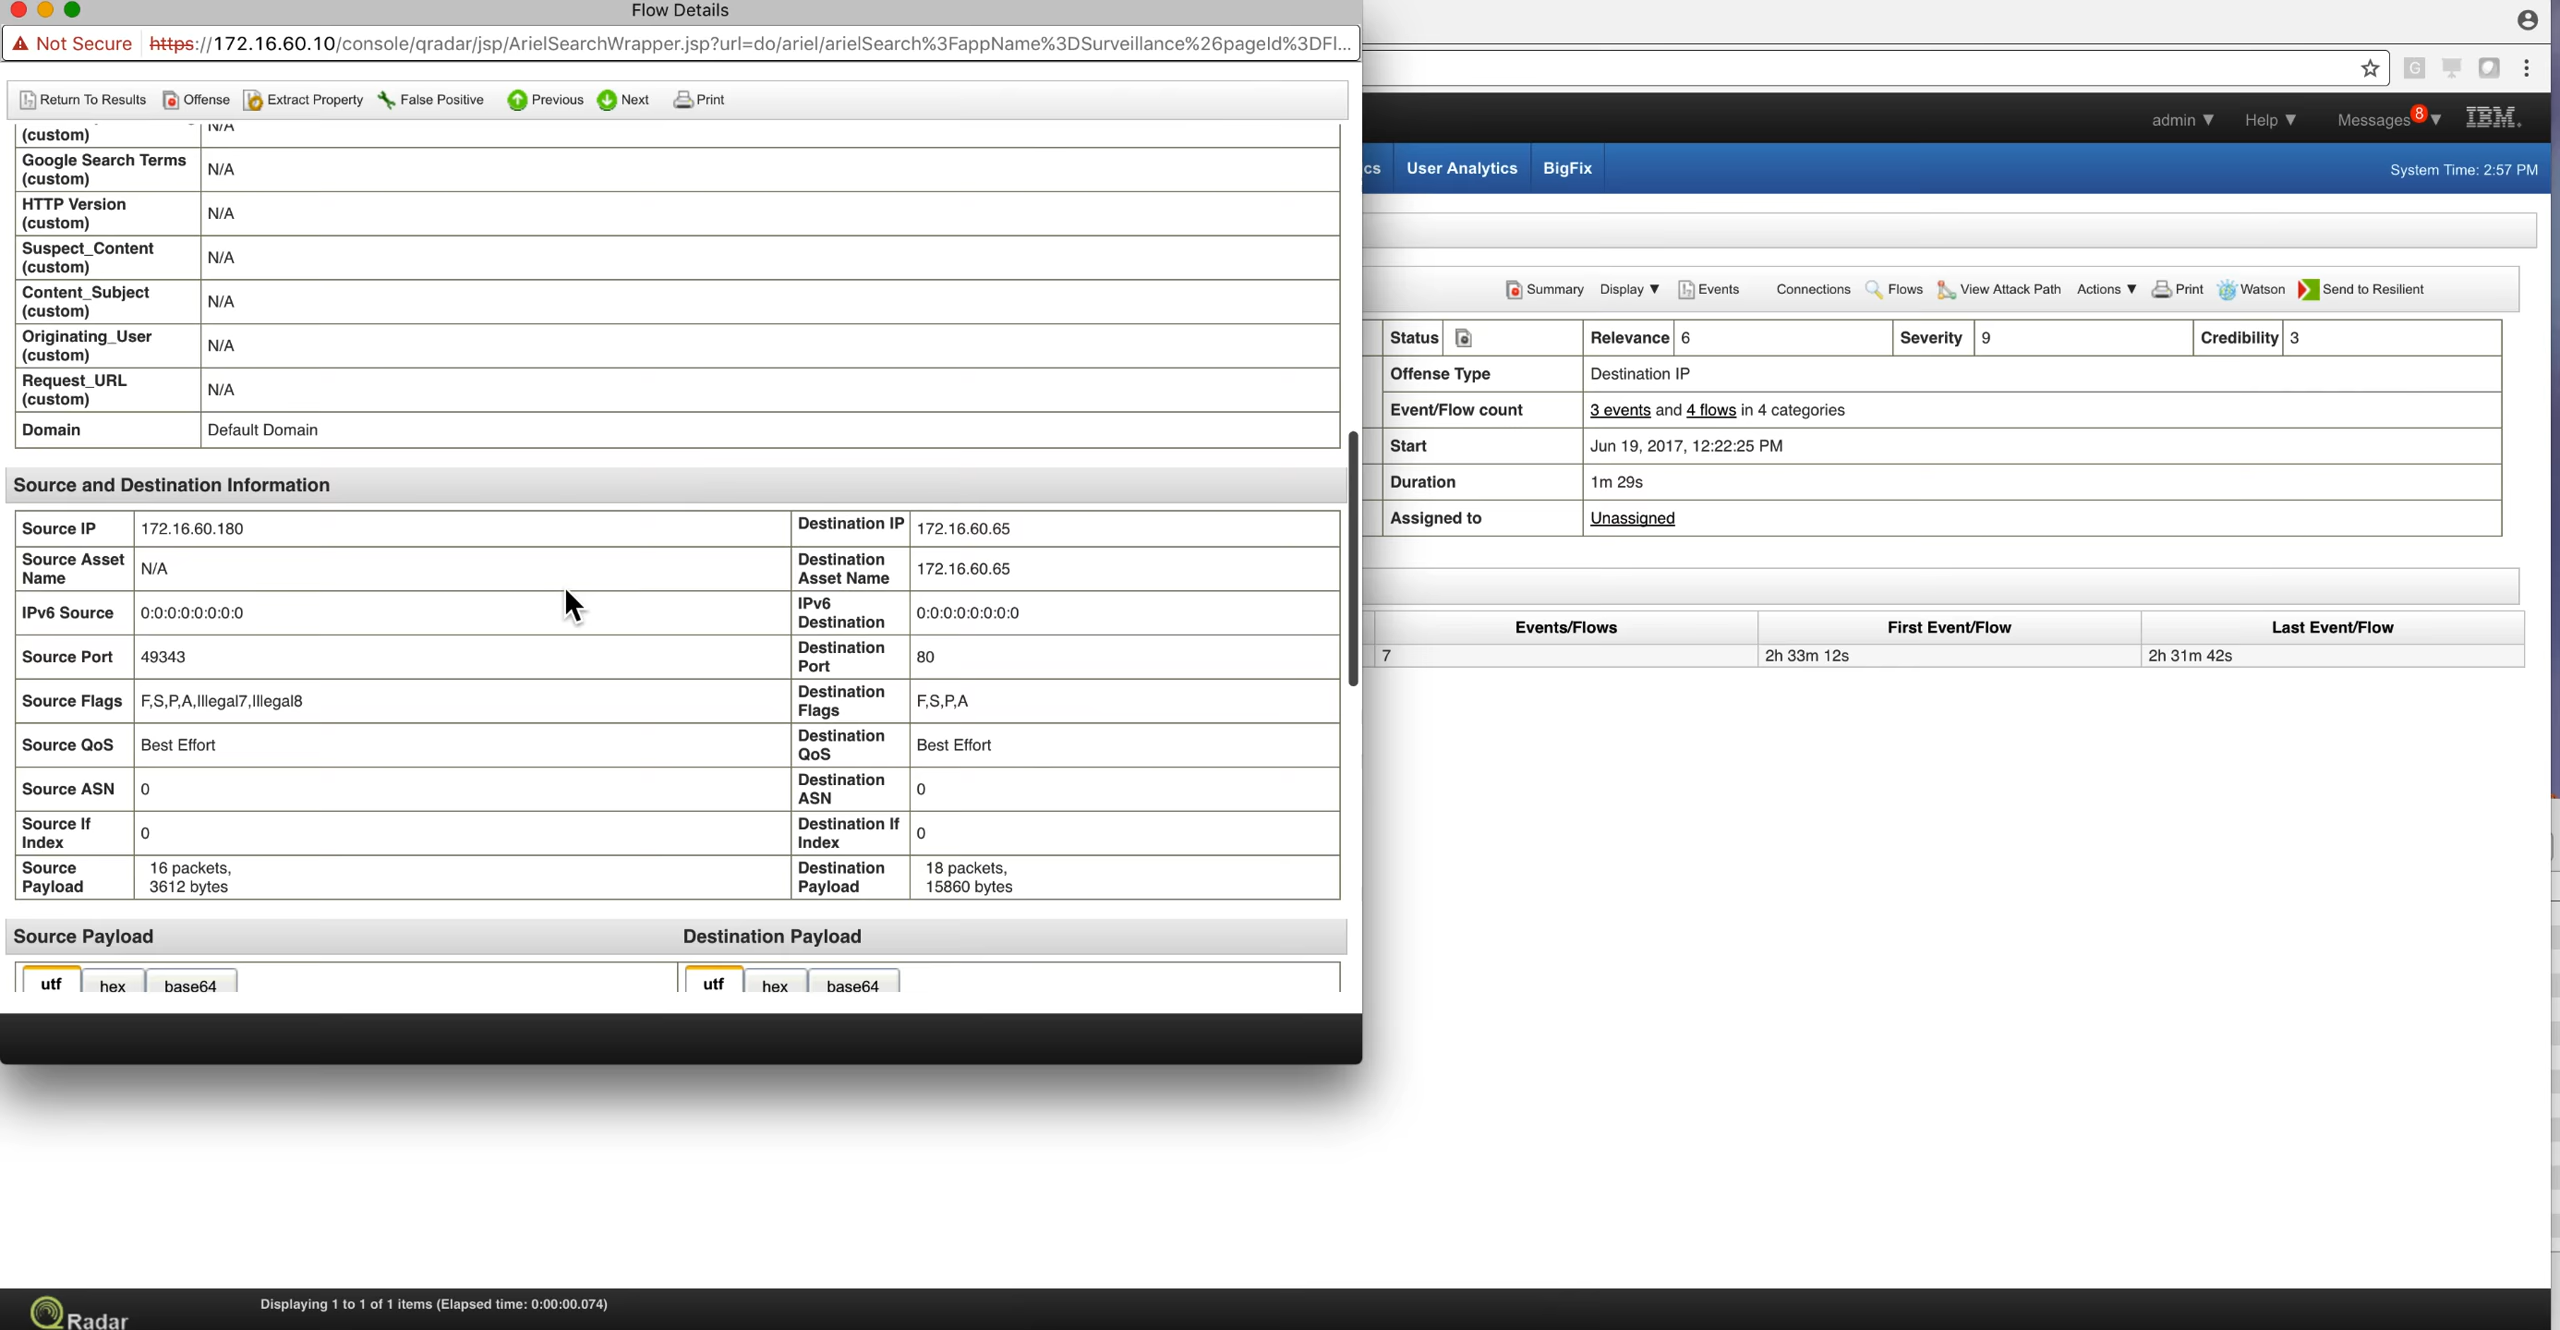 Flow Details
Not Secure https://172.16.60.10/console/qradar/jsp/ArielSearchWrapper.jsp?url=do/ariel/arielSearch%3FappName%3DSurveillance%26pageId%3DFl...
Return To Results Offense Extract Property False Positive Previous Next Print
(custom) N/A
Google Search Terms (custom) N/A
HTTP Version (custom) N/A
Suspect_Content (custom) N/A
Content_Subject (custom) N/A
Originating_User (custom) N/A
Request_URL (custom) N/A
Domain Default Domain
Source and Destination Information
Source IP 172.16.60.180 Destination IP 172.16.60.65
Source Asset Name N/A Destination Asset Name 172.16.60.65
IPv6 Source 0:0:0:0:0:0:0:0 IPv6 Destination 0:0:0:0:0:0:0:0
Source Port 49343 Destination Port 80
Source Flags F,S,P,A,Illegal7,Illegal8 Destination Flags F,S,P,A
Source QoS Best Effort Destination QoS Best Effort
Source ASN 0 Destination ASN 0
Source If Index 0 Destination If Index 0
Source Payload 16 packets, 3612 bytes Destination Payload 18 packets, 15860 bytes
Source Payload Destination Payload
utf hex base64 utf hex base64
G
admin ▼ Help ▼ Messages 8 ▼ IBM.
cs User Analytics BigFix System Time: 2:57 PM
Summary Display ▼ Events Connections Flows View Attack Path Actions ▼ Print Watson Send to Resilient
Status Relevance 6 Severity 9 Credibility 3
Offense Type Destination IP
Event/Flow count 3 events and 4 flows in 4 categories
Start Jun 19, 2017, 12:22:25 PM
Duration 1m 29s
Assigned to Unassigned
Events/Flows First Event/Flow Last Event/Flow
7 2h 33m 12s 2h 31m 42s
QRadar Displaying 1 to 1 of 1 items (Elapsed time: 0:00:00.074)